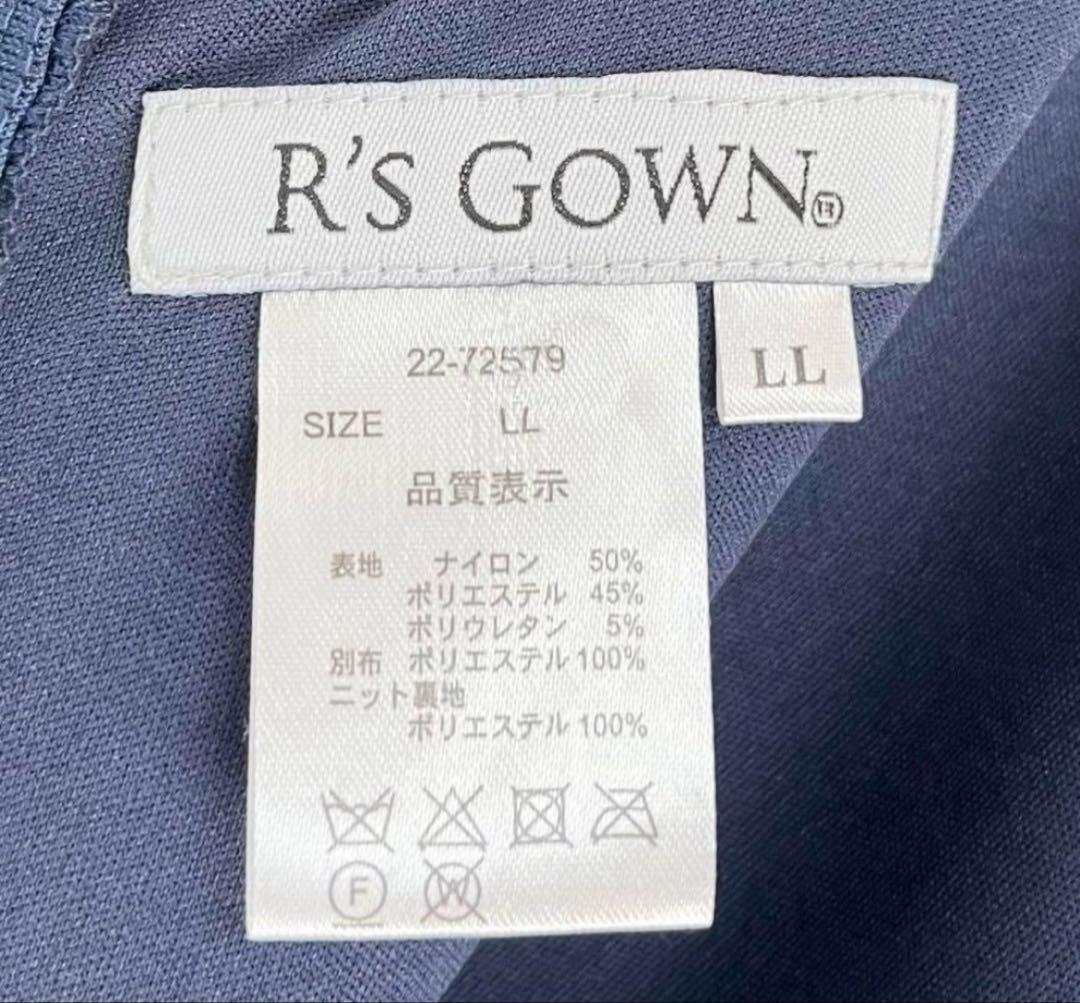 R'S GOWN®
22-72579
SIZE LL
LL
品質表示
表地 ナイロン 50%
ポリエステル 45%
ポリウレタン 5%
別布 ポリエステル 100%
ニット裏地
ポリエステル 100%
F W